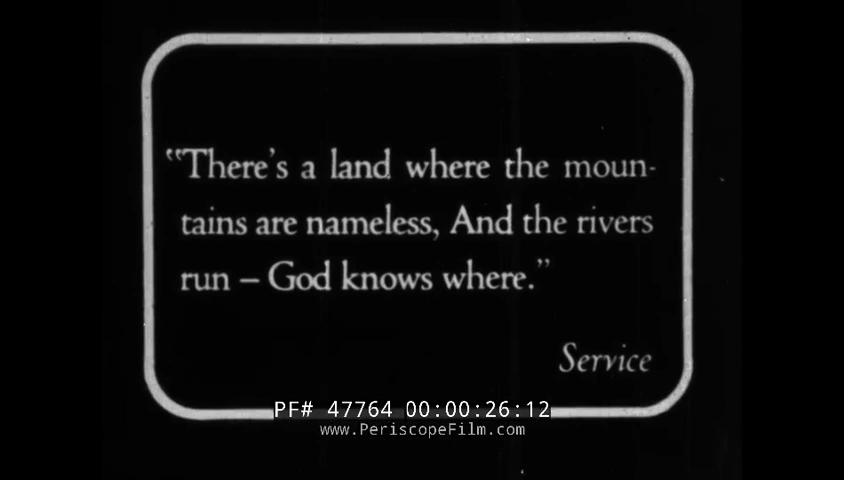 “There’s a land where the moun-
tains are nameless, And the rivers
run – God knows where.”
Service
PF# 47764 00:00:26:12
www.PeriscopeFilm.com